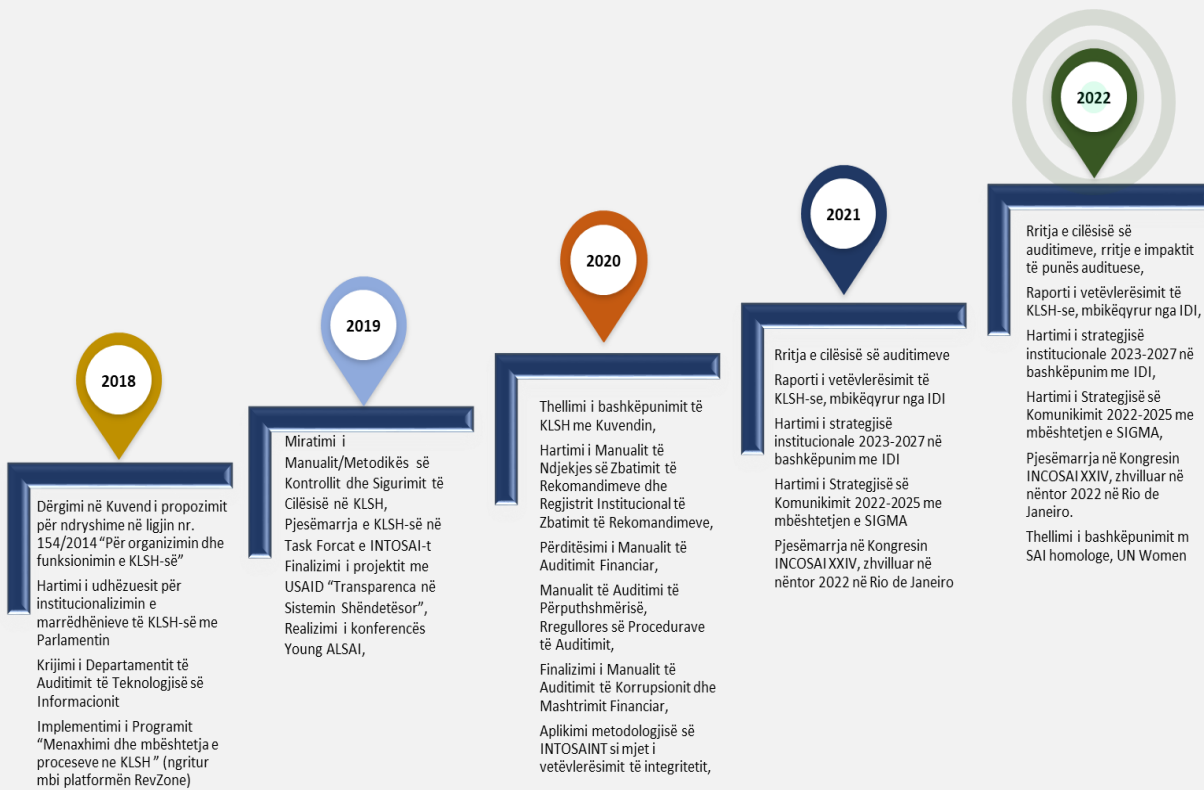 2018
Dërgimi në Kuvend i propozimit
për ndryshime në ligjin nr.
154/2014 “Për organizimin dhe
funksionimin e KLSH-së”
Hartimi i udhëzuesit për
institucionalizimin e
marrëdhënieve të KLSH-së me
Parlamentin
Krijimi i Departamentit të
Auditimit të Teknologjisë së
Informacionit
Implementimi i Programit
“Menaxhimi dhe mbështetja e
proceseve ne KLSH ” (ngritur
mbi platformën RevZone)
2019
Miratimi i
Manualit/Metodikës së
Kontrollit dhe Sigurimit të
Cilësisë në KLSH,
Pjesëmarrja e KLSH-së në
Task Forcat e INTOSAI-t
Finalizimi i projektit me
USAID “Transparenca në
Sistemin Shëndetësor”,
Realizimi i konferencës
Young ALSAI,
2020
Thellimi i bashkëpunimit të
KLSH me Kuvendin,
Hartimi i Manualit të
Ndjekjes së Zbatimit të
Rekomandimeve dhe
Regjistrit Institucional të
Zbatimit të Rekomandimeve,
Përditësimi i Manualit të
Auditimit Financiar,
Manualit të Auditimi të
Përputhshmërisë,
Rregullores së Procedurave
të Auditimit,
Finalizimi i Manualit të
Auditimit të Korrupsionit dhe
Mashtrimit Financiar,
Aplikimi metodologjisë së
INTOSAINT si mjet i
vetëvlerësimit të integritetit,
2021
Rritja e cilësisë së auditimeve
Raporti i vetëvlerësimit të
KLSH-se, mbikëqyrur nga IDI
Hartimi i strategjisë
institucionale 2023-2027 në
bashkëpunim me IDI
Hartimi i Strategjisë së
Komunikimit 2022-2025 me
mbështetjen e SIGMA
Pjesëmarrja në Kongresin
INCOSAI XXIV, zhvilluar në
nëntor 2022 në Rio de Janeiro
2022
Rritja e cilësisë së
auditimeve, rritje e impaktit
të punës audituese,
Raporti i vetëvlerësimit të
KLSH-se, mbikëqyrur nga IDI,
Hartimi i strategjisë
institucionale 2023-2027 në
bashkëpunim me IDI,
Hartimi i Strategjisë së
Komunikimit 2022-2025 me
mbështetjen e SIGMA,
Pjesëmarrja në Kongresin
INCOSAI XXIV, zhvilluar në
nëntor 2022 në Rio de
Janeiro.
Thellimi i bashkëpunimit m
SAI homologe, UN Women